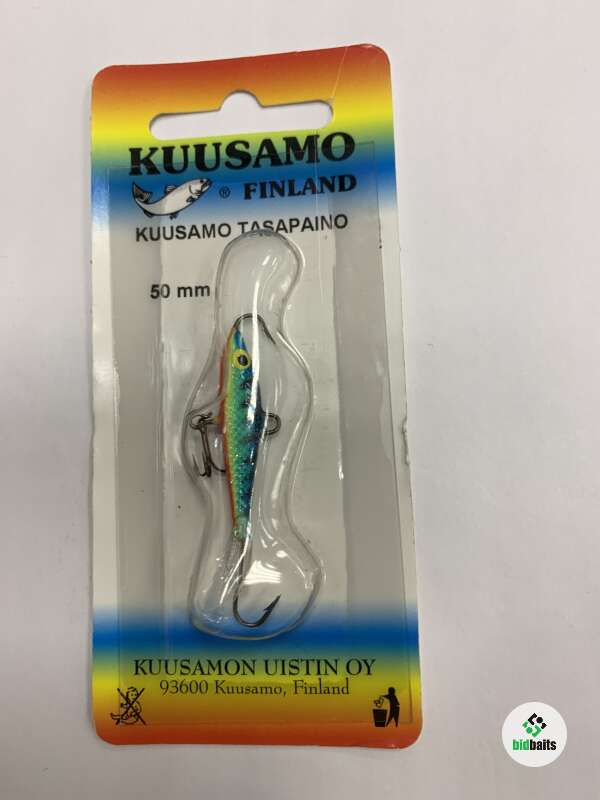 KUUSAMO
® FINLAND
KUUSAMO TASAPAINO
50 mm
KUUSAMON UISTIN OY
93600 Kuusamo, Finland
bidbaits